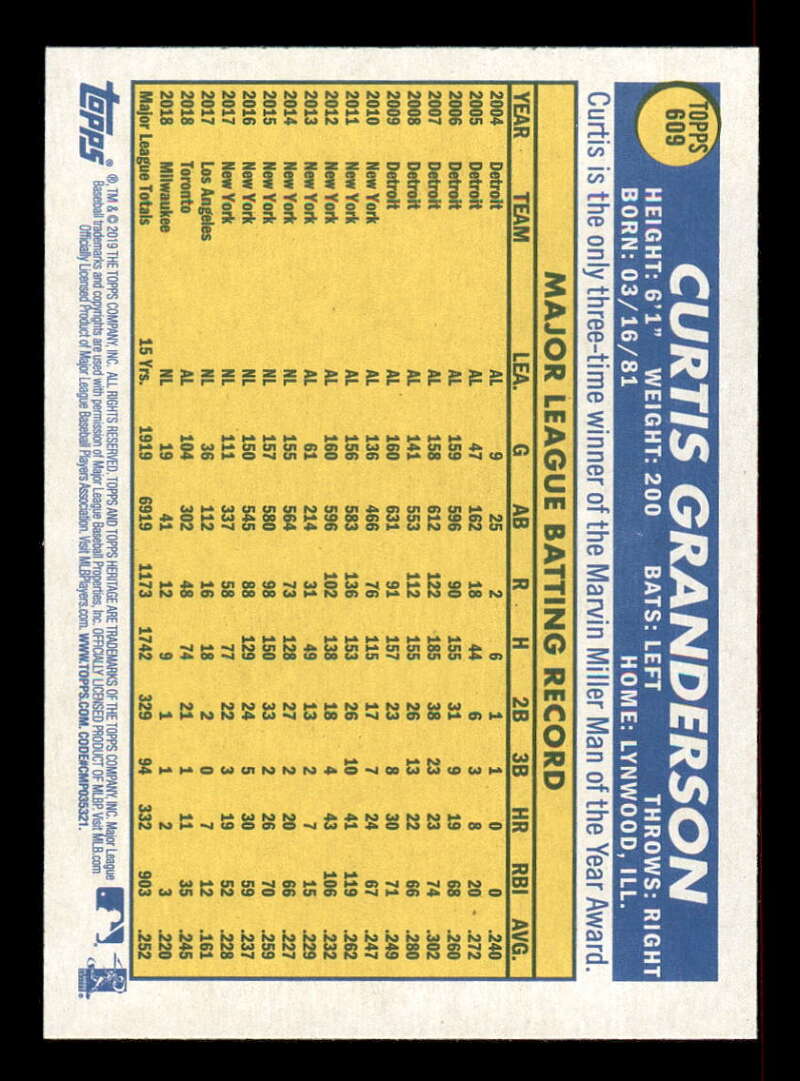 TOPPS
609
CURTIS GRANDERSON
HEIGHT: 6'1" WEIGHT: 200 BATS: LEFT THROWS: RIGHT
BORN: 03/16/81 HOME: LYNWOOD, ILL.
Curtis is the only three-time winner of the Marvin Miller Man of the Year Award.
MAJOR LEAGUE BATTING RECORD
YEAR TEAM LEA. G AB R H 2B 3B HR RBI AVG.
2004 Detroit AL 9 25 2 6 1 1 0 0 .240
2005 Detroit AL 47 162 18 44 6 3 8 20 .272
2006 Detroit AL 159 596 90 155 31 9 19 68 .260
2007 Detroit AL 158 612 122 185 38 23 23 74 .302
2008 Detroit AL 141 553 112 155 26 13 22 66 .280
2009 Detroit AL 160 631 91 157 23 8 30 71 .249
2010 New York AL 136 466 76 115 17 7 24 67 .247
2011 New York AL 156 583 136 153 26 10 41 119 .262
2012 New York AL 160 596 102 138 18 4 43 106 .232
2013 New York AL 61 214 31 49 13 2 7 15 .229
2014 New York NL 155 564 73 128 27 2 20 66 .227
2015 New York NL 157 580 98 150 33 2 26 70 .259
2016 New York NL 150 545 88 129 24 5 30 59 .237
2017 New York NL 111 337 58 77 22 3 19 52 .228
2017 Los Angeles NL 36 112 16 18 2 0 7 12 .161
2018 Toronto AL 104 302 48 74 21 1 11 35 .245
2018 Milwaukee NL 19 41 12 9 1 1 2 3 .220
Major League Totals 15 Yrs. 1919 6919 1173 1742 329 94 332 903 .252
topps
®, TM & © 2019 THE TOPPS COMPANY, INC. ALL RIGHTS RESERVED. TOPPS AND TOPPS HERITAGE ARE TRADEMARKS OF THE TOPPS COMPANY, INC. Major League
Baseball trademarks and copyrights are used with permission of Major League Baseball Properties, Inc. OFFICIALLY LICENSED PRODUCT OF MLBP. Visit MLB.com
Officially Licensed Product of Major League Baseball Players Association. Visit MLBPlayers.com. WWW.TOPPS.COM. CODE#CMP035321.